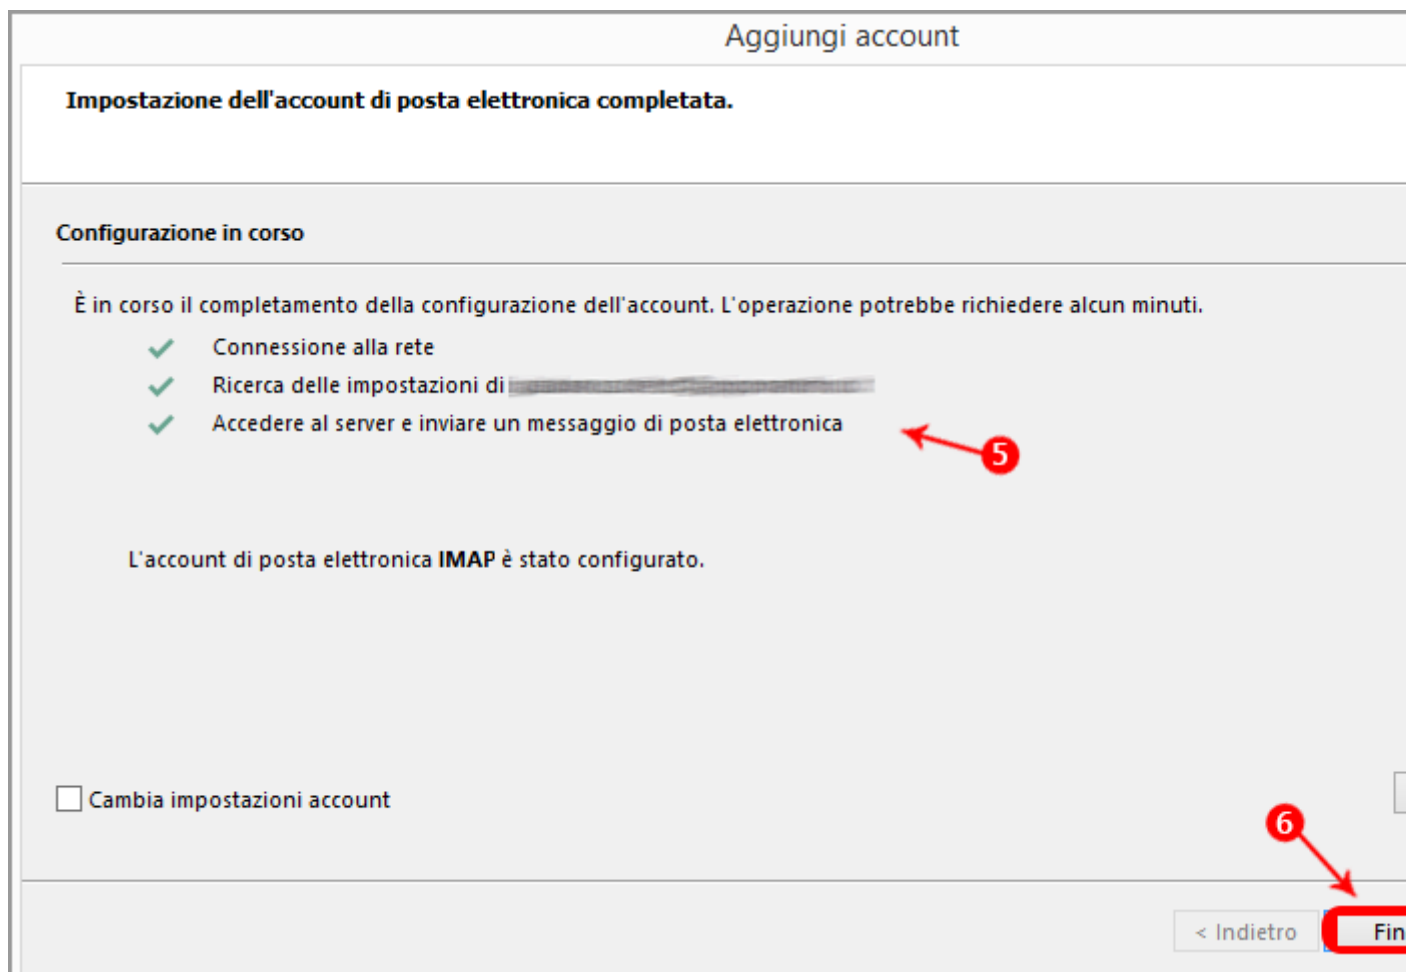 Aggiungi account
Impostazione dell'account di posta elettronica completata.
Configurazione in corso
È in corso il completamento della configurazione dell'account. L'operazione potrebbe richiedere alcun minuti.
Connessione alla rete
Ricerca delle impostazioni di
Accedere al server e inviare un messaggio di posta elettronica
5
L'account di posta elettronica IMAP è stato configurato.
Cambia impostazioni account
6
< Indietro
Fin